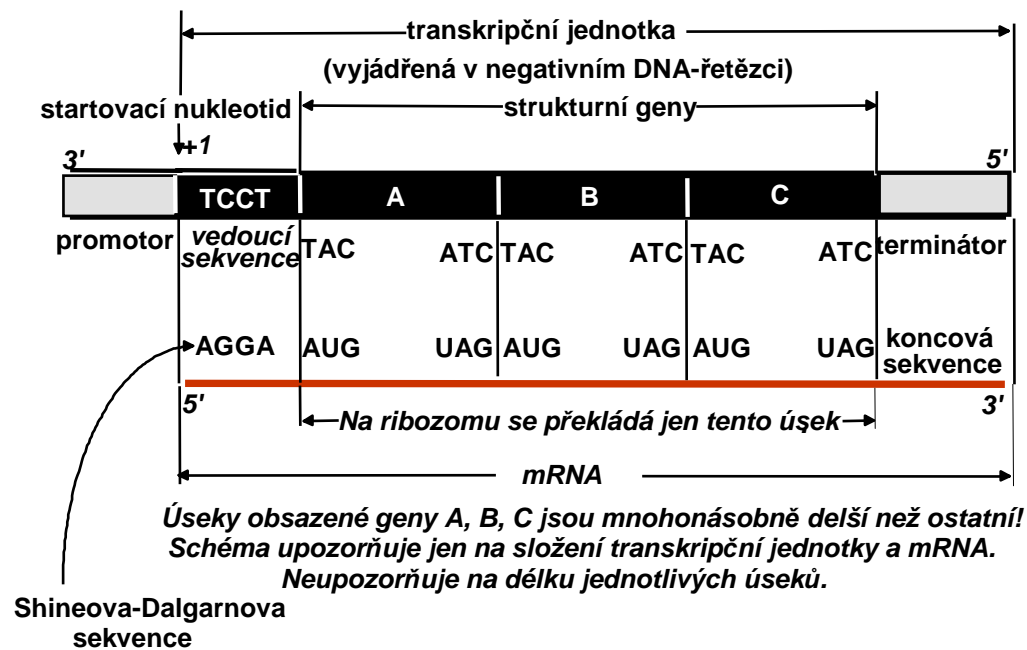 transkripční jednotka
(vyjádřená v negativním DNA-řetězci)
startovací nukleotid
strukturní geny
+1
3' 5'
TCCT A B C
promotor vedoucí sekvence TAC ATC TAC ATC TAC ATC terminátor
AGGA AUG UAG AUG UAG AUG UAG koncová sekvence
5' 3'
Na ribozomu se překládá jen tento úsek
mRNA
Úseky obsazené geny A, B, C jsou mnohonásobně delší než ostatní!
Schéma upozorňuje jen na složení transkripční jednotky a mRNA.
Neupozorňuje na délku jednotlivých úseků.
Shineova-Dalgarnova
sekvence